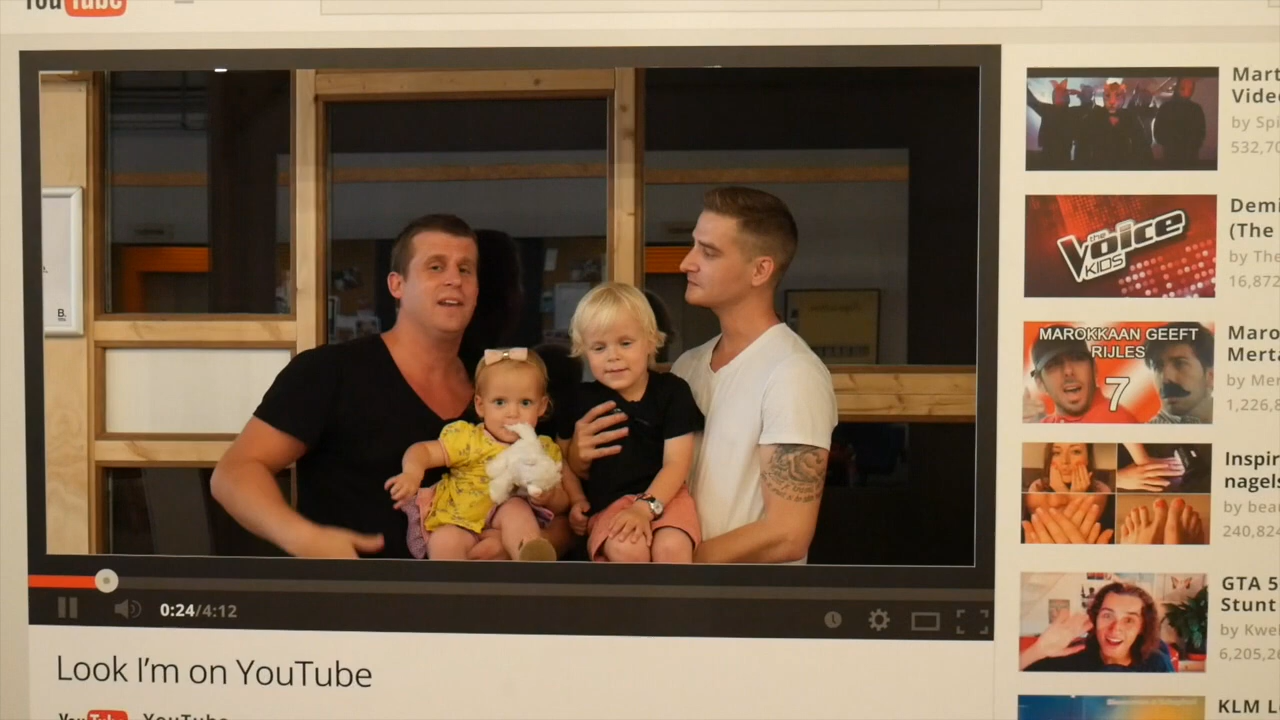 YouTube
Mart
Vide
by Spi
532,70
the
Voice
KIDS
Demi
(The
by The
16,872
MAROKKAAN GEEFT
RIJLES
7
Maro
Merta
by Mer
1,226,8
Inspir
nagels
by beau
240,824
GTA 5
Stunt
by Kwe
6,205,26
KLM L
B.
0:24/4:12
Look I'm on YouTube
YouTube YouTube